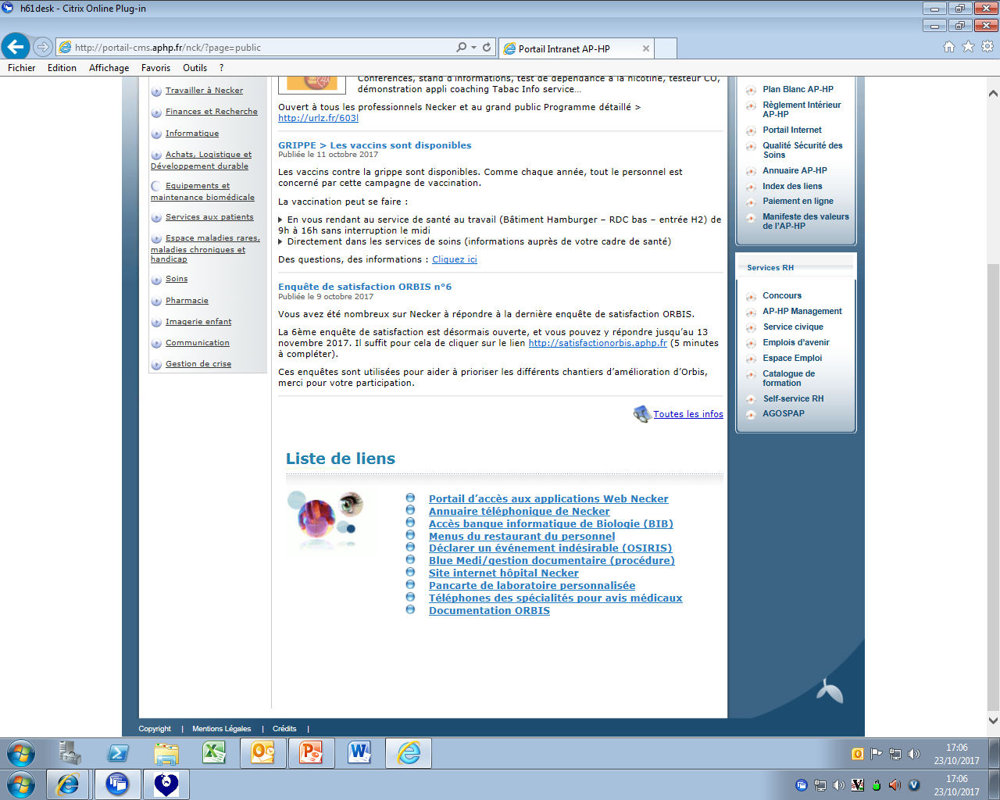 h61desk - Citrix Online Plug-in
http://portail-cms.aphp.fr/nck/?page=public
Portail Intranet AP-HP
Fichier Edition Affichage Favoris Outils ?
Travailler à Necker
Finances et Recherche
Informatique
Achats, Logistique et
Développement durable
Equipements et
maintenance biomédicale
Services aux patients
Espace maladies rares,
maladies chroniques et
handicap
Soins
Pharmacie
Imagerie enfant
Communication
Gestion de crise
Conférences, stand d'informations, test de dépendance à la nicotine, testeur CO,
démonstration appli coaching Tabac Info service…
Ouvert à tous les professionnels Necker et au grand public Programme détaillé >
http://urlz.fr/603l
GRIPPE > Les vaccins sont disponibles
Publiée le 11 octobre 2017
Les vaccins contre la grippe sont disponibles. Comme chaque année, tout le personnel est
concerné par cette campagne de vaccination.
La vaccination peut se faire :
En vous rendant au service de santé au travail (Bâtiment Hamburger – RDC bas – entrée H2) de
9h à 16h sans interruption le midi
Directement dans les services de soins (informations auprès de votre cadre de santé)
Des questions, des informations : Cliquez ici
Enquête de satisfaction ORBIS n°6
Publiée le 9 octobre 2017
Vous avez été nombreux sur Necker à répondre à la dernière enquête de satisfaction ORBIS.
La 6ème enquête de satisfaction est désormais ouverte, et vous pouvez y répondre jusqu'au 13
novembre 2017. Il suffit pour cela de cliquer sur le lien http://satisfactionorbis.aphp.fr (5 minutes
à compléter).
Ces enquêtes sont utilisées pour aider à prioriser les différents chantiers d'amélioration d'Orbis,
merci pour votre participation.
Toutes les infos
Liste de liens
Portail d'accès aux applications Web Necker
Annuaire téléphonique de Necker
Accès banque informatique de Biologie (BIB)
Menus du restaurant du personnel
Déclarer un événement indésirable (OSIRIS)
Blue Medi/gestion documentaire (procédure)
Site internet hôpital Necker
Pancarte de laboratoire personnalisée
Téléphones des spécialités pour avis médicaux
Documentation ORBIS
Plan Blanc AP-HP
Règlement Intérieur
AP-HP
Portail Internet
Qualité Sécurité des
Soins
Annuaire AP-HP
Index des liens
Paiement en ligne
Manifeste des valeurs
de l'AP-HP
Services RH
Concours
AP-HP Management
Service civique
Emplois d'avenir
Espace Emploi
Catalogue de
formation
Self-service RH
AGOSPAP
Copyright | Mentions Légales | Crédits |
17:06
23/10/2017
17:06
23/10/2017